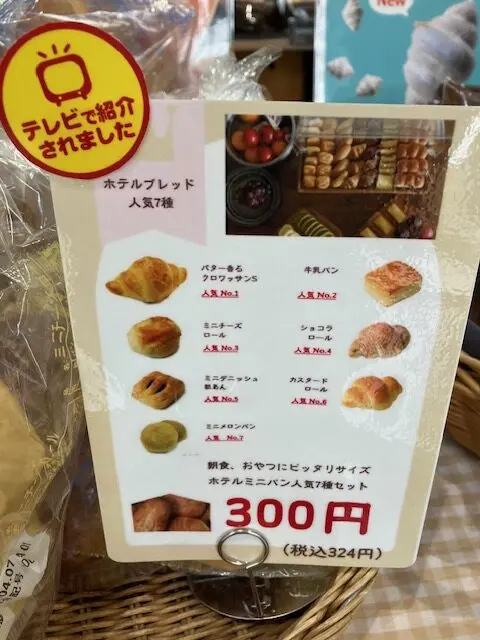 New
テレビで紹介
されました
ホテルブレッド
人気7種
バター香る
クロワッサンS
人気 No.1
牛乳パン
人気 No.2
ミニチーズ
ロール
人気 No.3
ショコラ
ロール
人気 No.4
ミニデニッシュ
人気 No.5
カスタード
ロール
人気 No.6
ミニメロンパン
人気 No.7
朝食、おやつにピッタリサイズ
ホテルミニパン人気7種セット
300円
(税込324円)
04.07